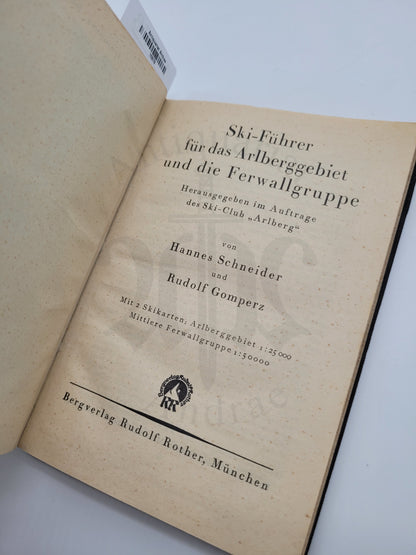 Ski-Führer
für das Arlberggebiet
und die Ferwallgruppe
Herausgegeben im Auftrage
des Ski-Club „Arlberg“
von
Hannes Schneider
und
Rudolf Gomperz
Mit 2 Skikarten; Arlberggebiet 1:25000
Mittlere Ferwallgruppe 1:50000
RR
Bergverlag Rudolf Rother, München